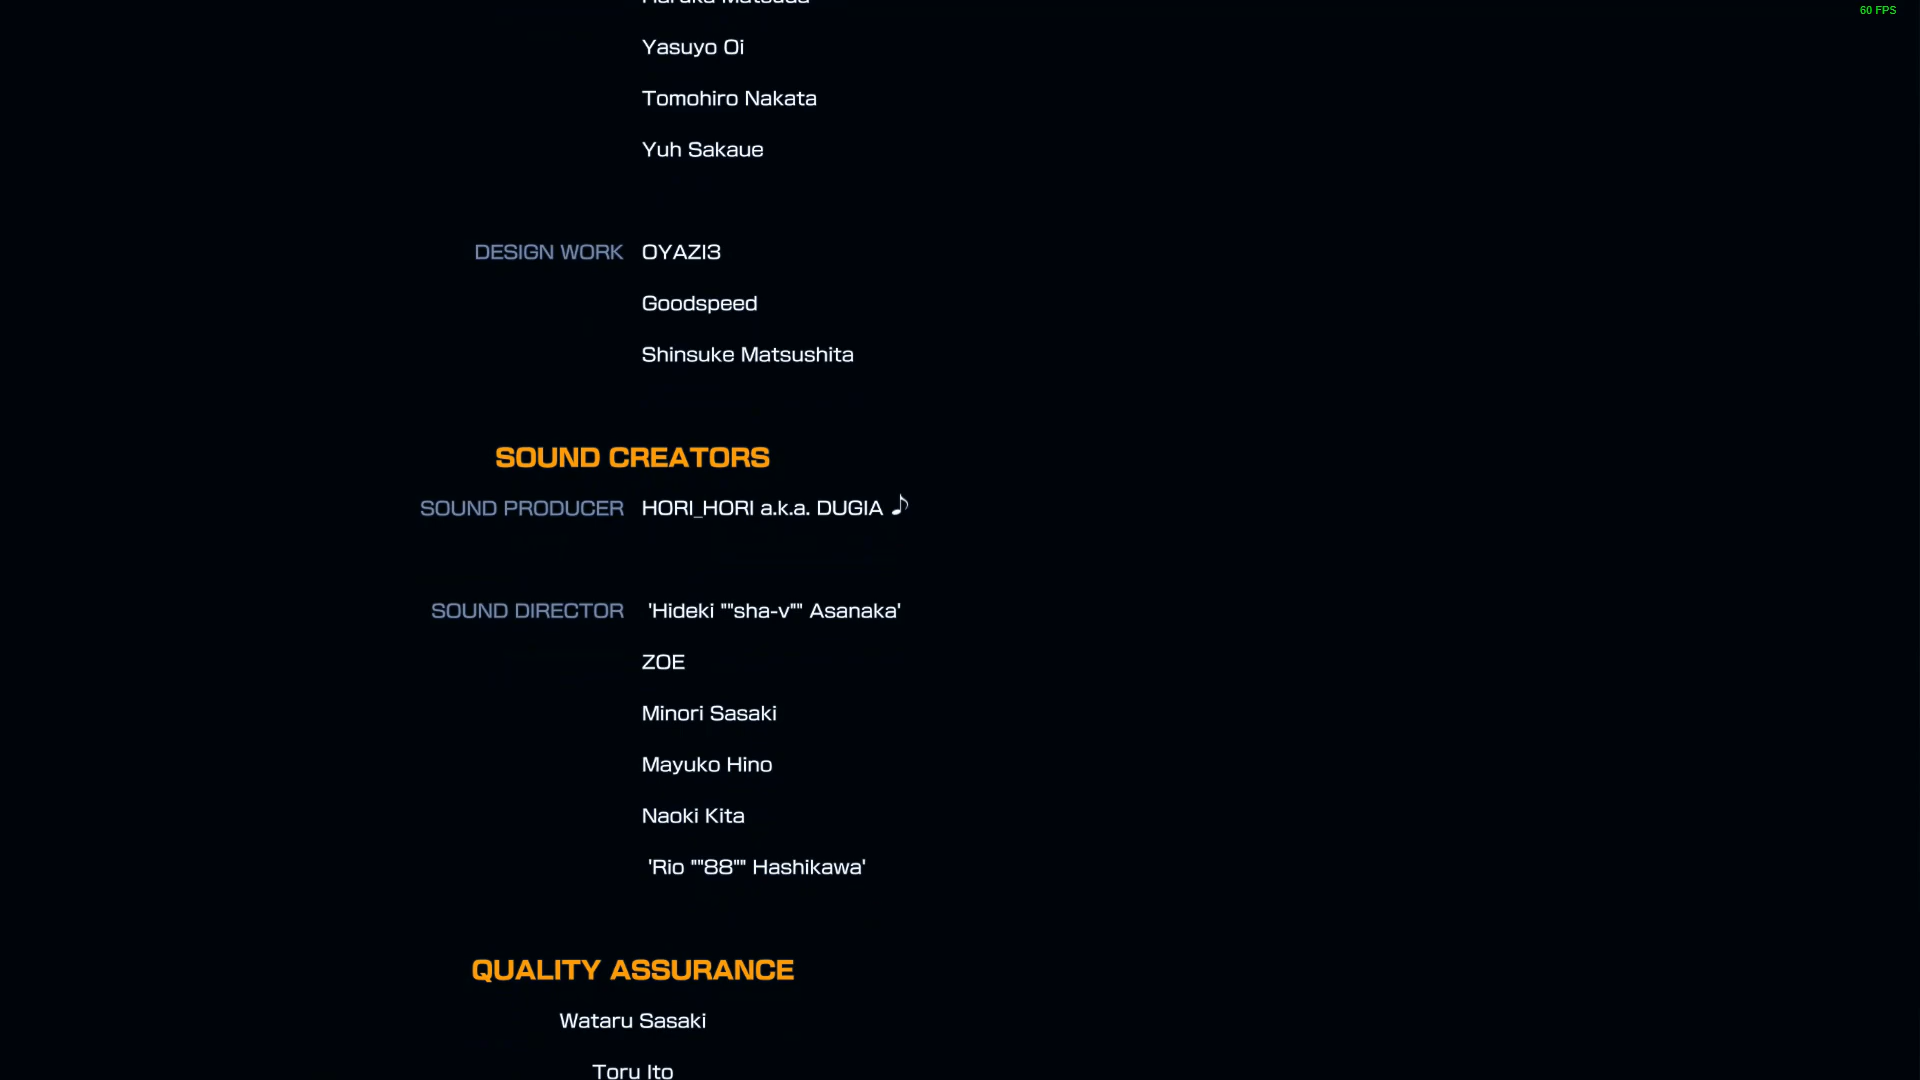 60 FPS
Haruka Matsuda
Yasuyo Oi
Tomohiro Nakata
Yuh Sakaue
DESIGN WORK OYAZI3
Goodspeed
Shinsuke Matsushita
SOUND CREATORS
SOUND PRODUCER HORI_HORI a.k.a. DUGIA ♪
SOUND DIRECTOR 'Hideki ""sha-v"" Asanaka'
ZOE
Minori Sasaki
Mayuko Hino
Naoki Kita
'Rio ""88"" Hashikawa'
QUALITY ASSURANCE
Wataru Sasaki
Toru Ito